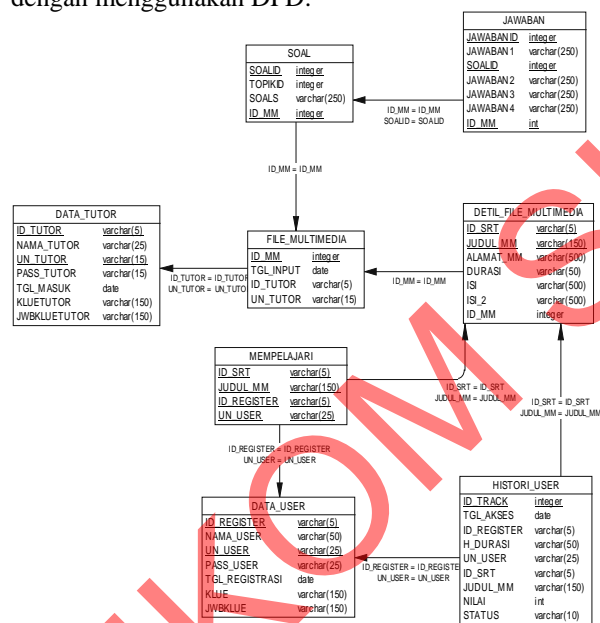 dengan menggunakan DFD.
JAWABAN
JAWABANID integer
JAWABAN1 varchar(250)
SOALID integer
JAWABAN2 varchar(250)
JAWABAN3 varchar(250)
JAWABAN4 varchar(250)
ID_MM int
SOAL
SOALID integer
TOPIKID integer
SOALS varchar(250)
ID_MM integer
ID_MM = ID_MM
SOALID = SOALID
ID_MM = ID_MM
DATA_TUTOR
ID_TUTOR varchar(5)
NAMA_TUTOR varchar(25)
UN_TUTOR varchar(15)
PASS_TUTOR varchar(15)
TGL_MASUK date
KLUETUTOR varchar(150)
JWBKLUETUTOR varchar(150)
ID_TUTOR = ID_TUTOR
UN_TUTOR = UN_TUTOR
FILE_MULTIMEDIA
ID_MM integer
TGL_INPUT date
ID_TUTOR varchar(5)
UN_TUTOR varchar(15)
ID_MM = ID_MM
DETIL_FILE_MULTIMEDIA
ID_SRT varchar(5)
JUDUL_MM varchar(150)
ALAMAT_MM varchar(500)
DURASI varchar(50)
ISI varchar(500)
ISI_2 varchar(500)
ID_MM integer
MEMPELAJARI
ID_SRT varchar(5)
JUDUL_MM varchar(150)
ID_REGISTER varchar(5)
UN_USER varchar(25)
ID_SRT = ID_SRT
JUDUL_MM = JUDUL_MM
ID_SRT = ID_SRT
JUDUL_MM = JUDUL_MM
ID_REGISTER = ID_REGISTER
UN_USER = UN_USER
DATA_USER
ID_REGISTER varchar(5)
NAMA_USER varchar(50)
UN_USER varchar(25)
PASS_USER varchar(25)
TGL_REGISTRASI date
KLUE varchar(150)
JWBKLUE varchar(150)
ID_REGISTER = ID_REGISTE
UN_USER = UN_USER
HISTORI_USER
ID_TRACK integer
TGL_AKSES date
ID_REGISTER varchar(5)
H_DURASI varchar(50)
UN_USER varchar(25)
ID_SRT varchar(5)
JUDUL_MM varchar(150)
NILAI int
STATUS varchar(10)
KOM S